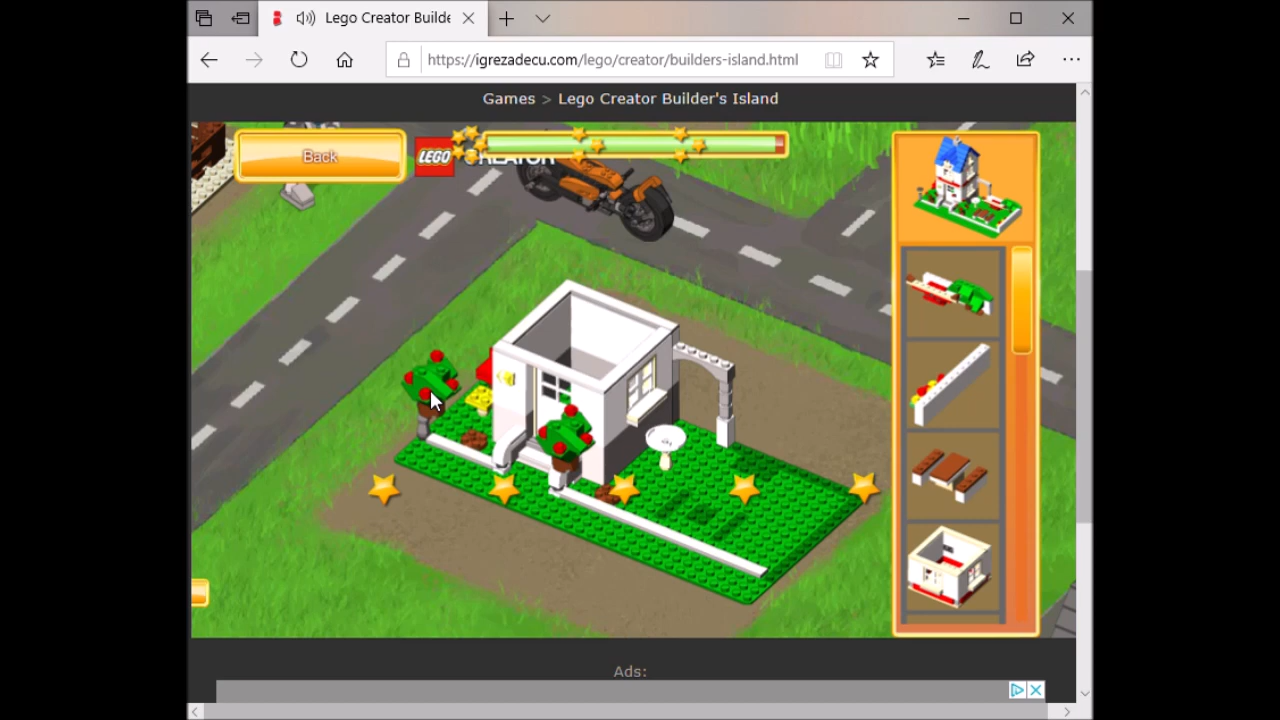 Lego Creator Builde
https://igrezadecu.com/lego/creator/builders-island.html
Games > Lego Creator Builder's Island
Back
LEGO CREATOR
Ads: